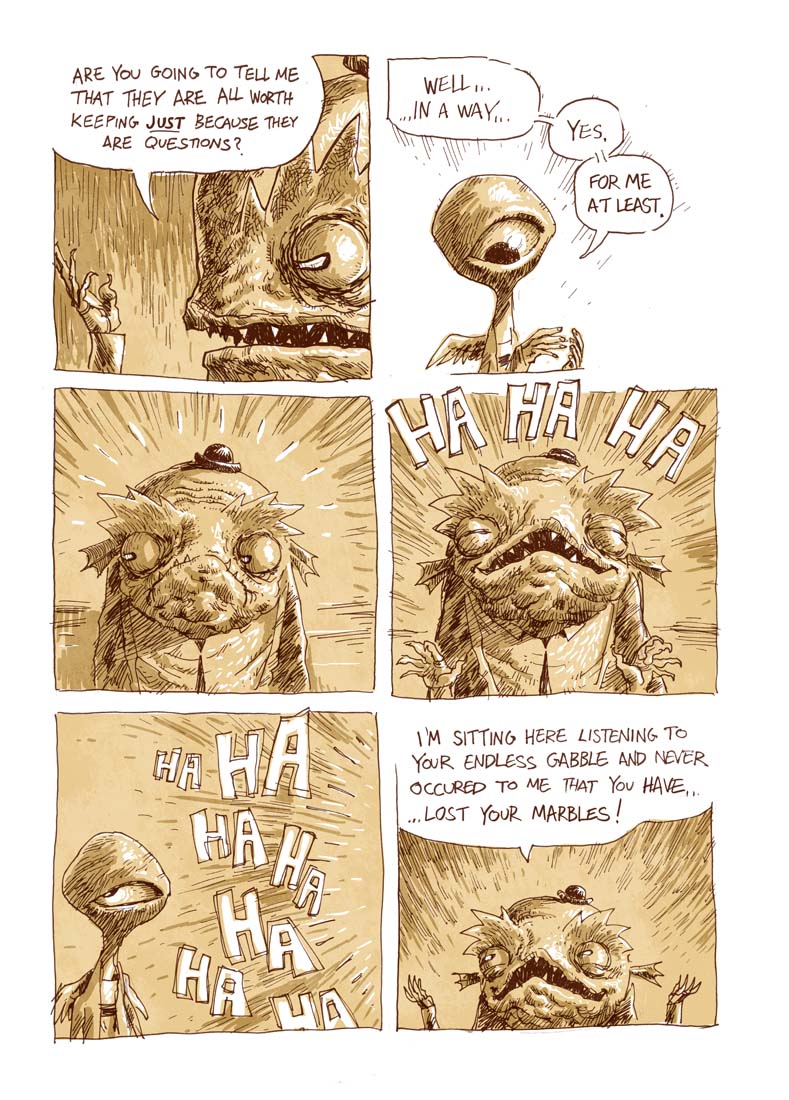 ARE YOU GOING TO TELL ME
THAT THEY ARE ALL WORTH
KEEPING JUST BECAUSE THEY
ARE QUESTIONS?
WELL...
...IN A WAY...
YES.
FOR ME
AT LEAST.
HA HA HA
HA HA
HA HA
HA
HA HA
I'M SITTING HERE LISTENING TO
YOUR ENDLESS GABBLE AND NEVER
OCCURED TO ME THAT YOU HAVE...
...LOST YOUR MARBLES!